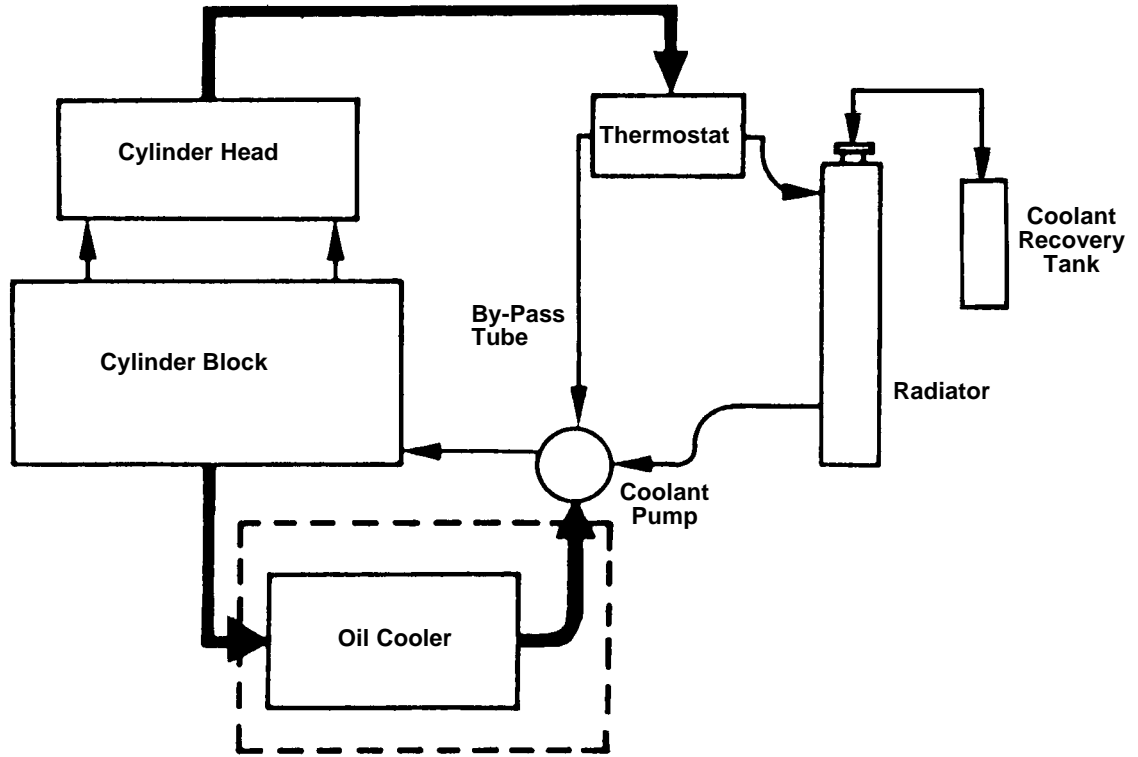 Cylinder Head
Thermostat
Coolant
Recovery
Tank
By-Pass
Tube
Cylinder Block
Radiator
Coolant
Pump
Oil Cooler